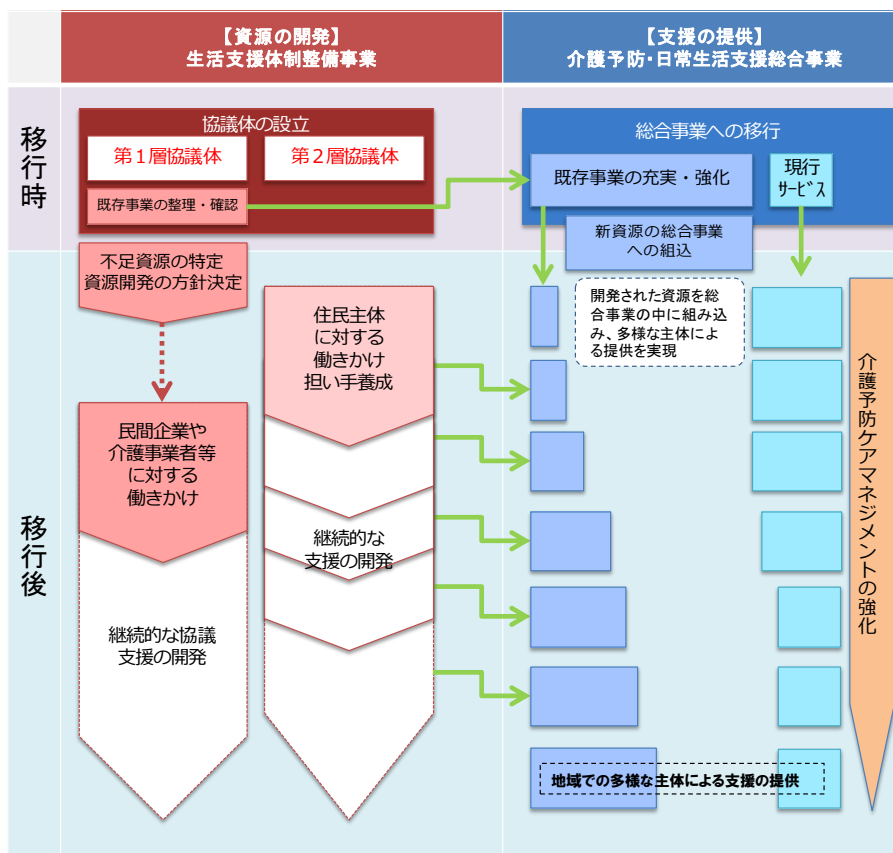 【資源の開発】
生活支援体制整備事業
【支援の提供】
介護予防・日常生活支援総合事業
移行時
協議体の設立
第１層協議体
第２層協議体
既存事業の整理・確認
総合事業への移行
既存事業の充実・強化
現行
ｻｰﾋﾞｽ
新資源の総合事業
への組込
移行後
不足資源の特定
資源開発の方針決定
民間企業や
介護事業者等
に対する
働きかけ
継続的な協議
支援の開発
住民主体
に対する
働きかけ
担い手養成
継続的な
支援の開発
開発された資源を総
合事業の中に組み込
み、多様な主体によ
る提供を実現
介護予防ケアマネジメントの強化
地域での多様な主体による支援の提供